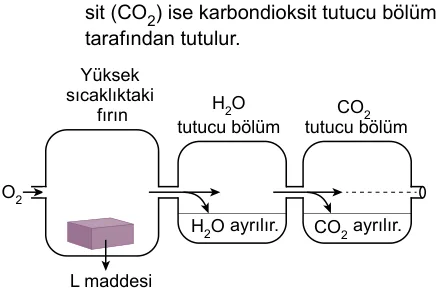 sit (CO₂) ise karbondioksit tutucu bölüm
tarafından tutulur.
Yüksek
sıcaklıktaki
fırın
H₂O
tutucu bölüm
CO₂
tutucu bölüm
O₂
H₂O ayrılır.
CO₂ ayrılır.
L maddesi